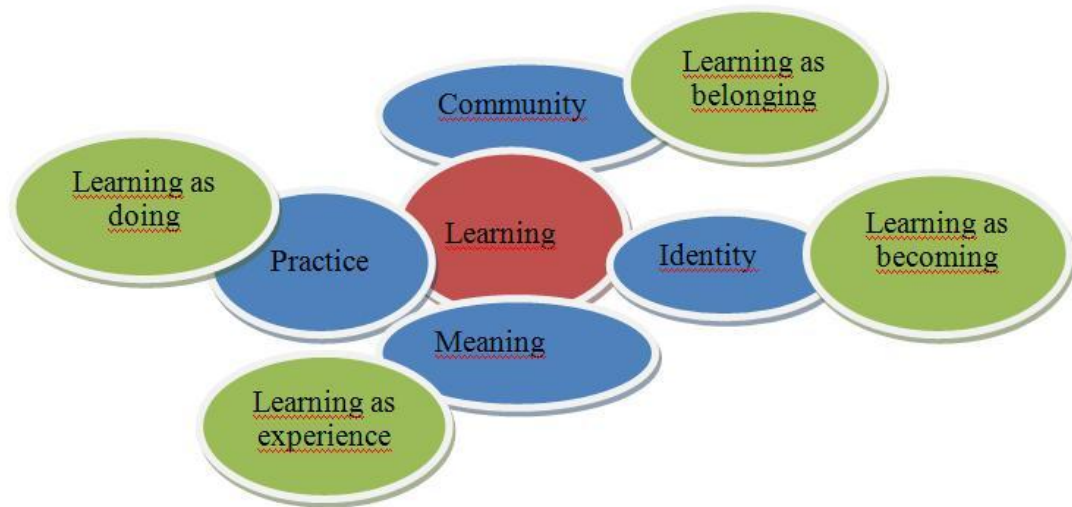 Community
Learning as
belonging
Learning as
doing
Practice
Learning
Identity
Learning as
becoming
Meaning
Learning as
experience